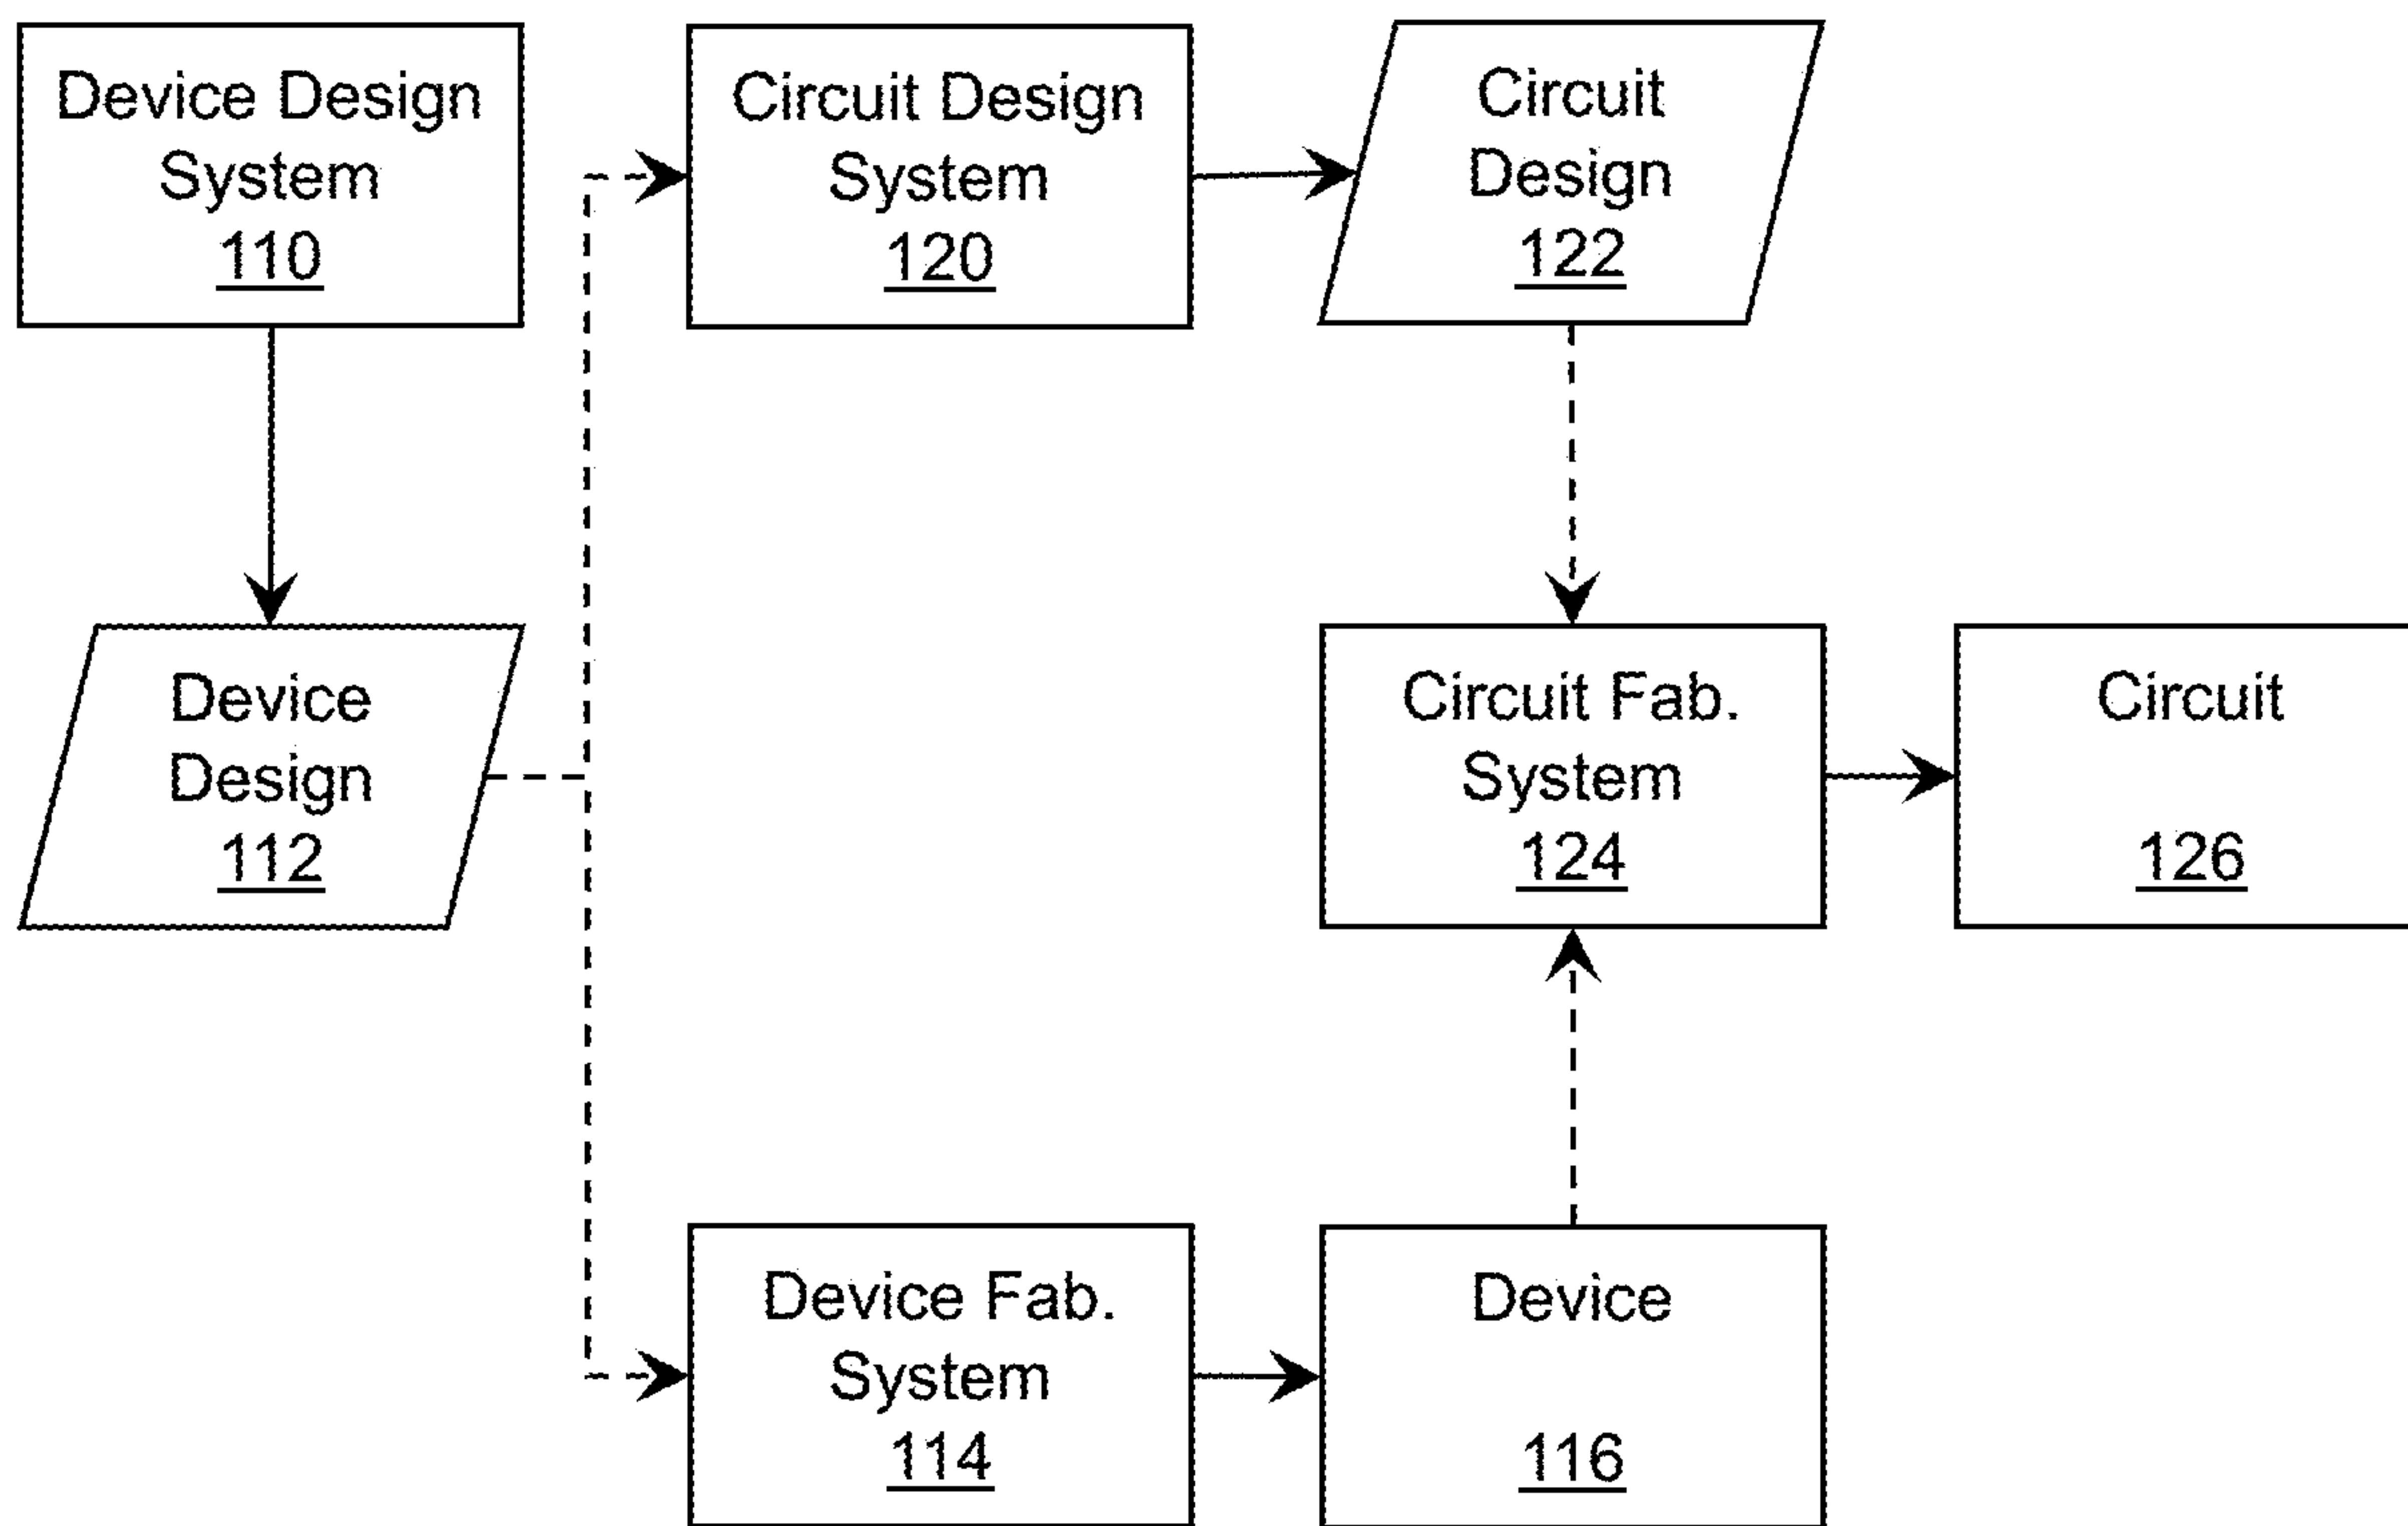 Device Design
System
110
Circuit Design
System
120
Circuit
Design
122
Device
Design
112
Circuit Fab.
System
124
Circuit
126
Device Fab.
System
114
Device
116